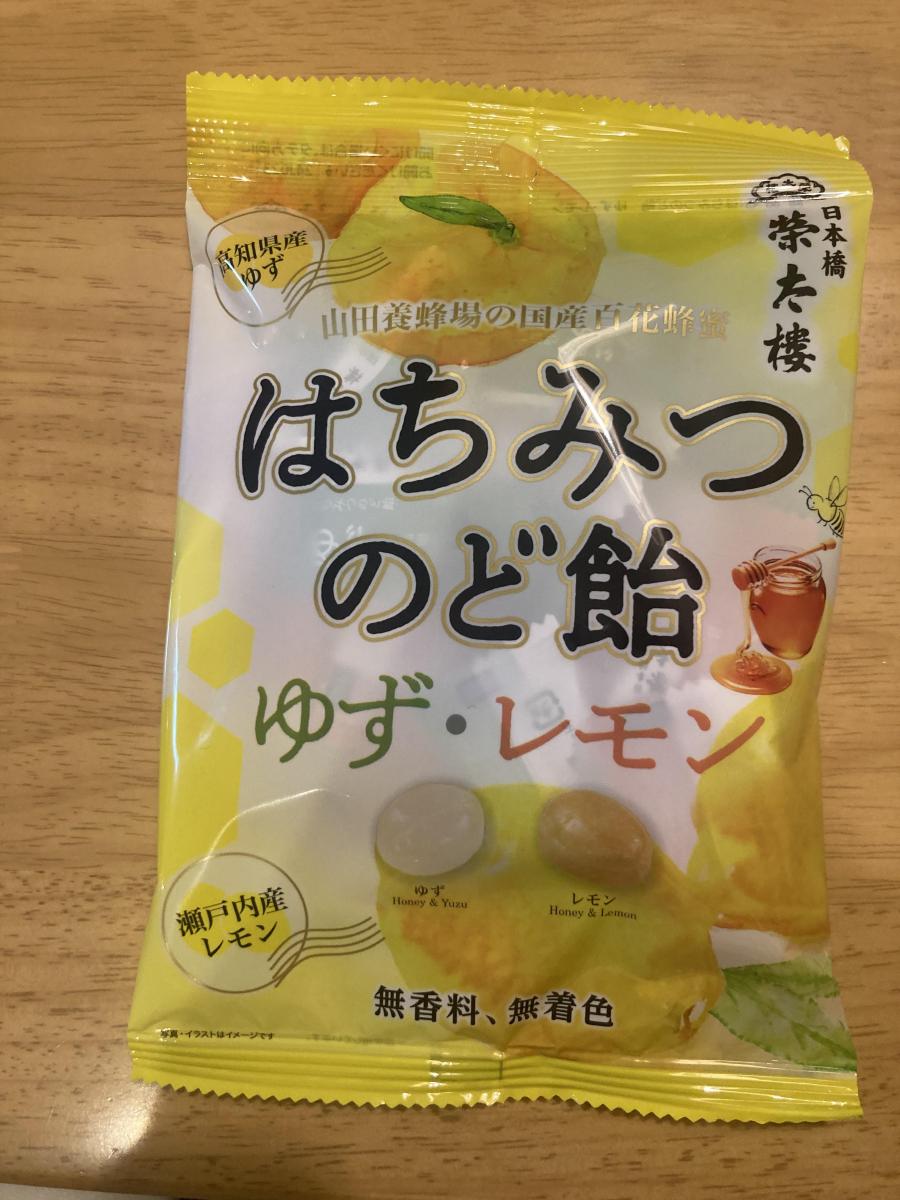 高知県産
ゆず
日本橋
榮太樓
山田養蜂場の国産百花蜂蜜
はちみつ
のど飴
ゆず・レモン
ゆず
Honey & Yuzu
レモン
Honey & Lemon
瀬戸内産
レモン
無香料、無着色
写真・イラストはイメージです